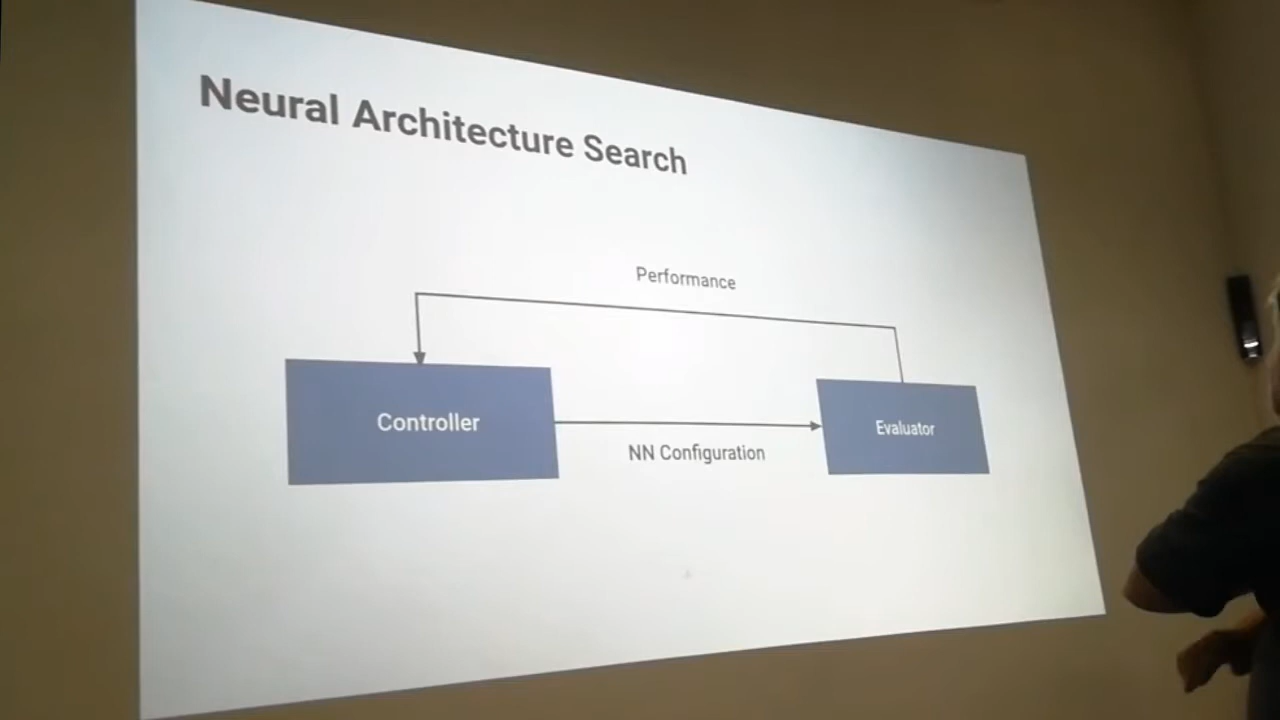 Neural Architecture Search
Performance
Controller
Evaluator
NN Configuration